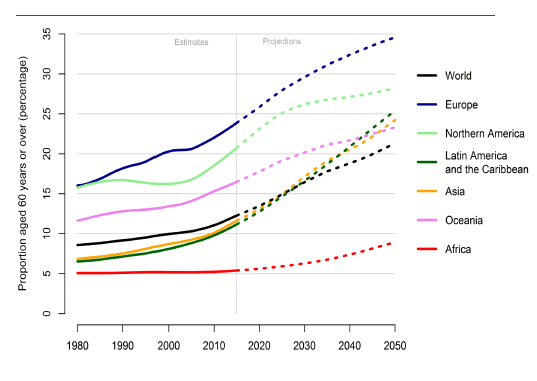 Estimates
Projections
Proportion aged 60 years or over (percentage)
35
30
25
20
15
10
5
0
1980
1990
2000
2010
2020
2030
2040
2050
World
Europe
Northern America
Latin America
and the Caribbean
Asia
Oceania
Africa